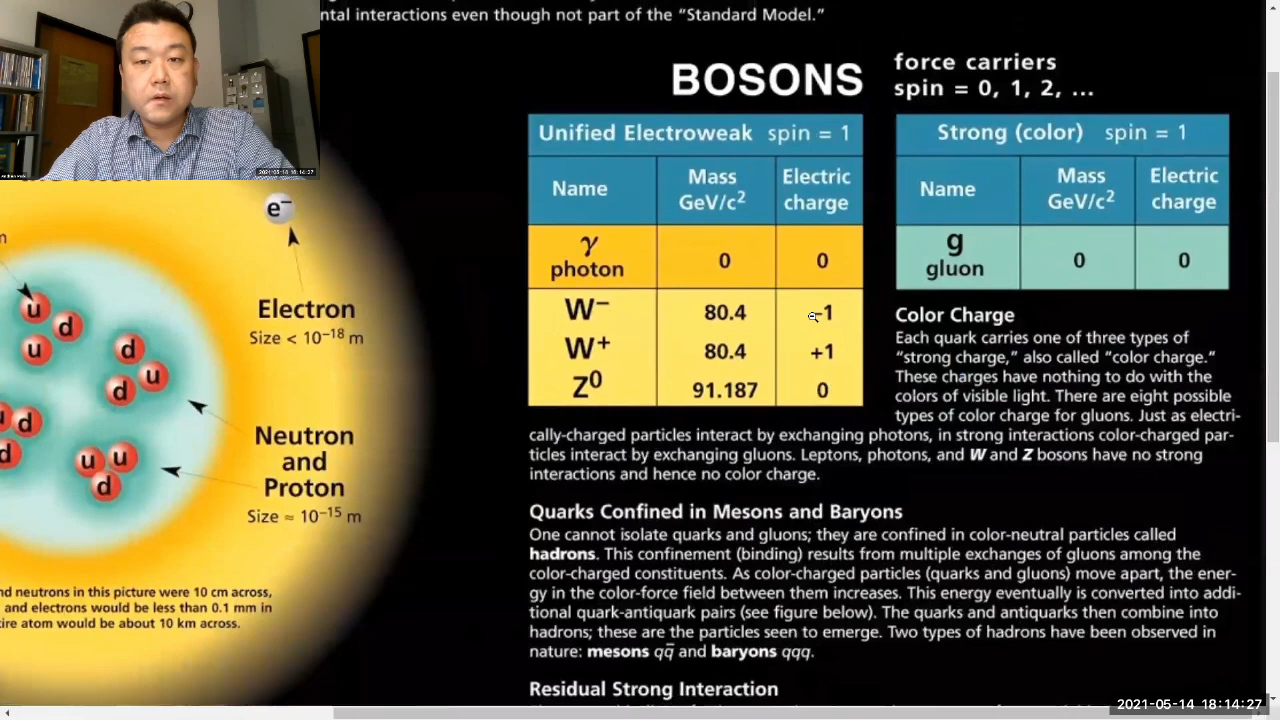 ntal interactions even though not part of the “Standard Model.”
BOSONS
force carriers
spin = 0, 1, 2, ...
Unified Electroweak spin = 1
Name Mass GeV/c² Electric charge
γ photon 0 0
W⁻ 80.4 –1
W⁺ 80.4 +1
Z⁰ 91.187 0
Strong (color) spin = 1
Name Mass GeV/c² Electric charge
g gluon 0 0
Color Charge
Each quark carries one of three types of
“strong charge,” also called “color charge.”
These charges have nothing to do with the
colors of visible light. There are eight possible
types of color charge for gluons. Just as electri-
cally-charged particles interact by exchanging photons, in strong interactions color-charged par-
ticles interact by exchanging gluons. Leptons, photons, and W and Z bosons have no strong
interactions and hence no color charge.
Quarks Confined in Mesons and Baryons
One cannot isolate quarks and gluons; they are confined in color-neutral particles called
hadrons. This confinement (binding) results from multiple exchanges of gluons among the
color-charged constituents. As color-charged particles (quarks and gluons) move apart, the ener-
gy in the color-force field between them increases. This energy eventually is converted into addi-
tional quark-antiquark pairs (see figure below). The quarks and antiquarks then combine into
hadrons; these are the particles seen to emerge. Two types of hadrons have been observed in
nature: mesons qq̄ and baryons qqq.
Residual Strong Interaction
e⁻
Electron
Size < 10⁻¹⁸ m
u
d
u
d
u
d
d
d
u
u
d
Neutron
and
Proton
Size ≈ 10⁻¹⁵ m
nd neutrons in this picture were 10 cm across,
and electrons would be less than 0.1 mm in
tire atom would be about 10 km across.
2021-05-14 18:14:27
2021-05-14 18:14:27